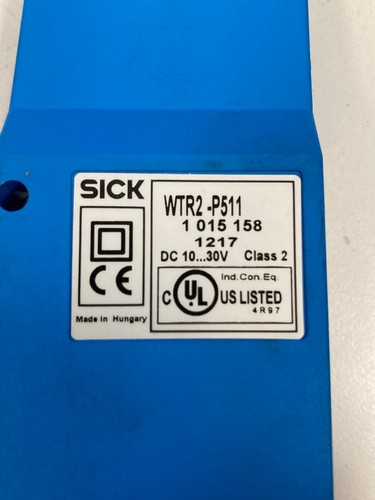 SICK
WTR2 -P511
1 015 158
1217
DC 10...30V Class 2
CE
Ind.Con.Eq.
C UL US LISTED
4R97
Made in Hungary